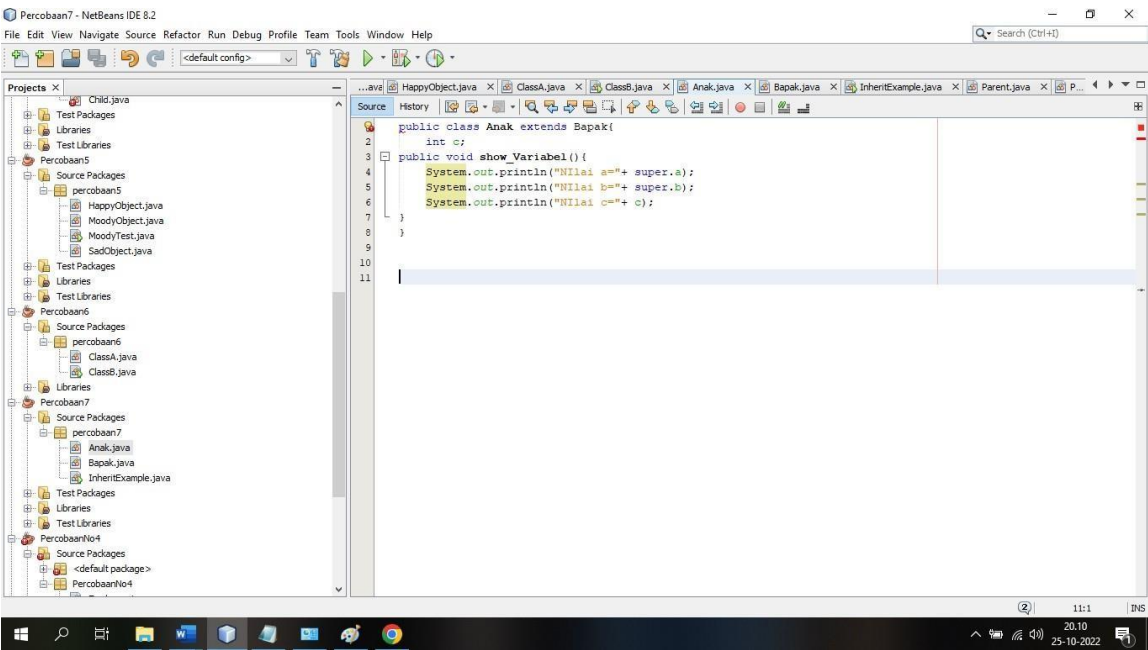 Percobaan7 - NetBeans IDE 8.2
File Edit View Navigate Source Refactor Run Debug Profile Team Tools Window Help
Search (Ctrl+I)
<default config>
Projects
...ava HappyObject.java ClassA.java ClassB.java Anak.java Bapak.java InheritExample.java Parent.java P...
Source History
Child.java
Test Packages
Libraries
Test Libraries
Percobaan5
Source Packages
percobaan5
HappyObject.java
MoodyObject.java
MoodyTest.java
SadObject.java
Test Packages
Libraries
Test Libraries
Percobaan6
Source Packages
percobaan6
ClassA.java
ClassB.java
Libraries
Percobaan7
Source Packages
percobaan7
Anak.java
Bapak.java
InheritExample.java
Test Packages
Libraries
Test Libraries
PercobaanNo4
Source Packages
<default package>
PercobaanNo4
public class Anak extends Bapak{
2 int c;
3 public void show_Variabel(){
4 System.out.println("NIlai a="+ super.a);
5 System.out.println("NIlai b="+ super.b);
6 System.out.println("NIlai c="+ c);
7 }
8 }
9
10
11
2 11:1 INS
20.10
25-10-2022
1